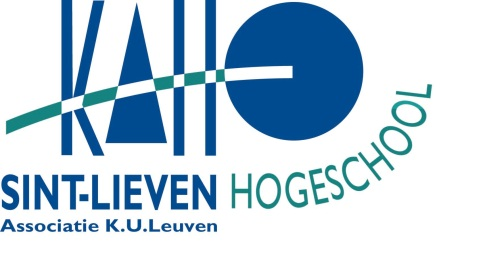 KAHO
SINT-LIEVEN HOGESCHOOL
Associatie K.U.Leuven